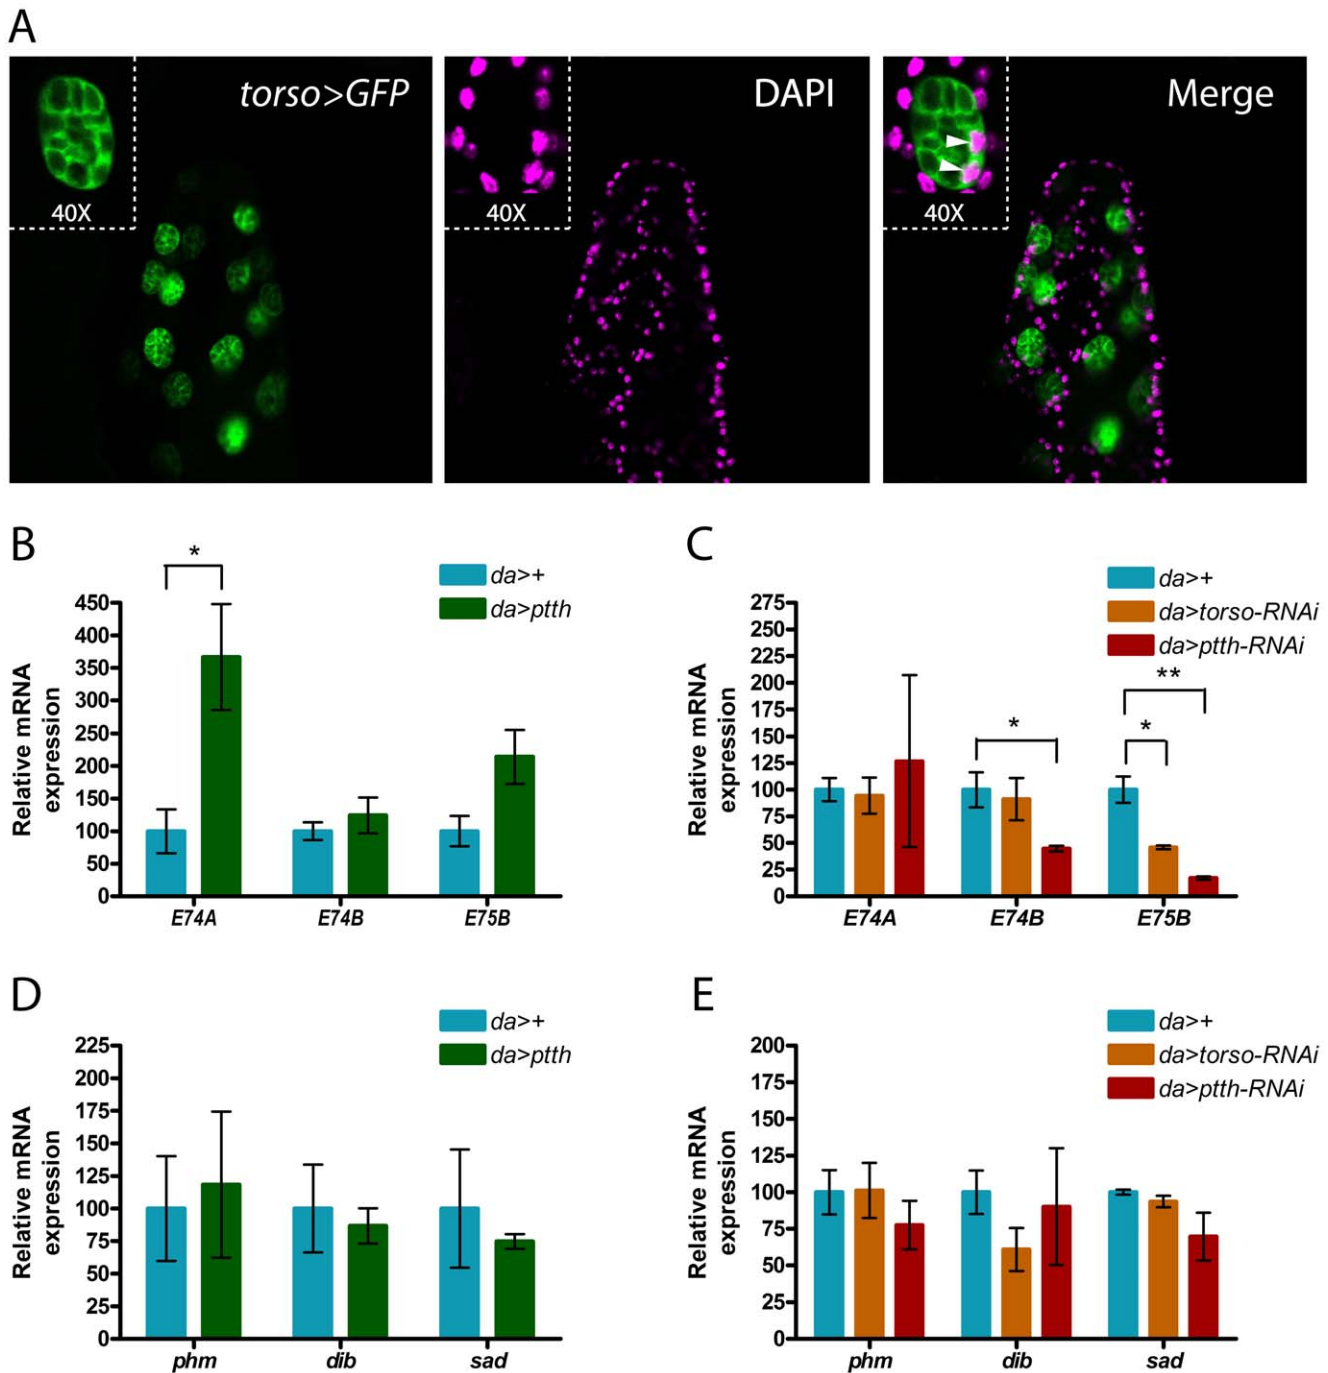 A
torso>GFP
40X
DAPI
40X
Merge
40X
B
*
da>+
da>ptth
Relative mRNA
expression
450
400
350
300
250
200
150
100
50
0
E74A E74B E75B
C
da>+
da>torso-RNAi
da>ptth-RNAi
**
*
*
Relative mRNA
expression
275
250
225
200
175
150
125
100
75
50
25
0
E74A E74B E75B
D
da>+
da>ptth
Relative mRNA
expression
225
200
175
150
125
100
75
50
25
0
phm dib sad
E
da>+
da>torso-RNAi
da>ptth-RNAi
Relative mRNA
expression
200
175
150
125
100
75
50
25
0
phm dib sad